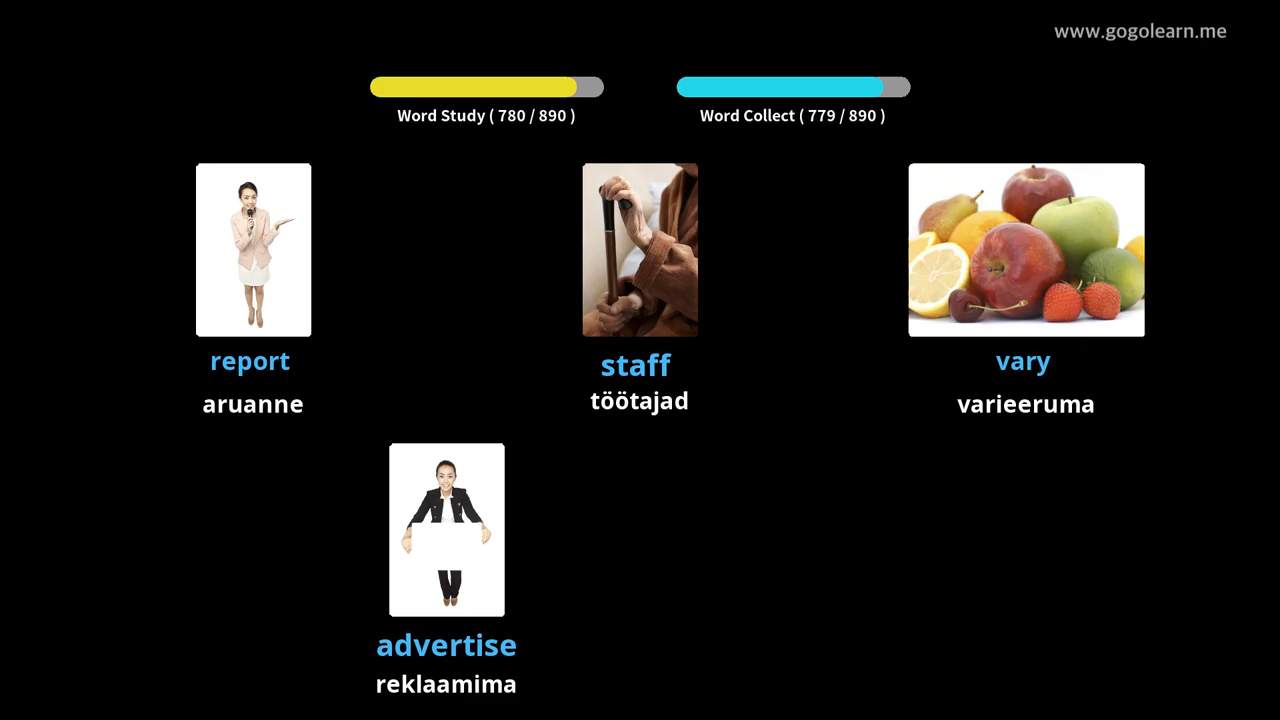 www.gogolearn.me
Word Study ( 780 / 890 )
Word Collect ( 779 / 890 )
report
aruanne
staff
töötajad
vary
varieeruma
advertise
reklaamima